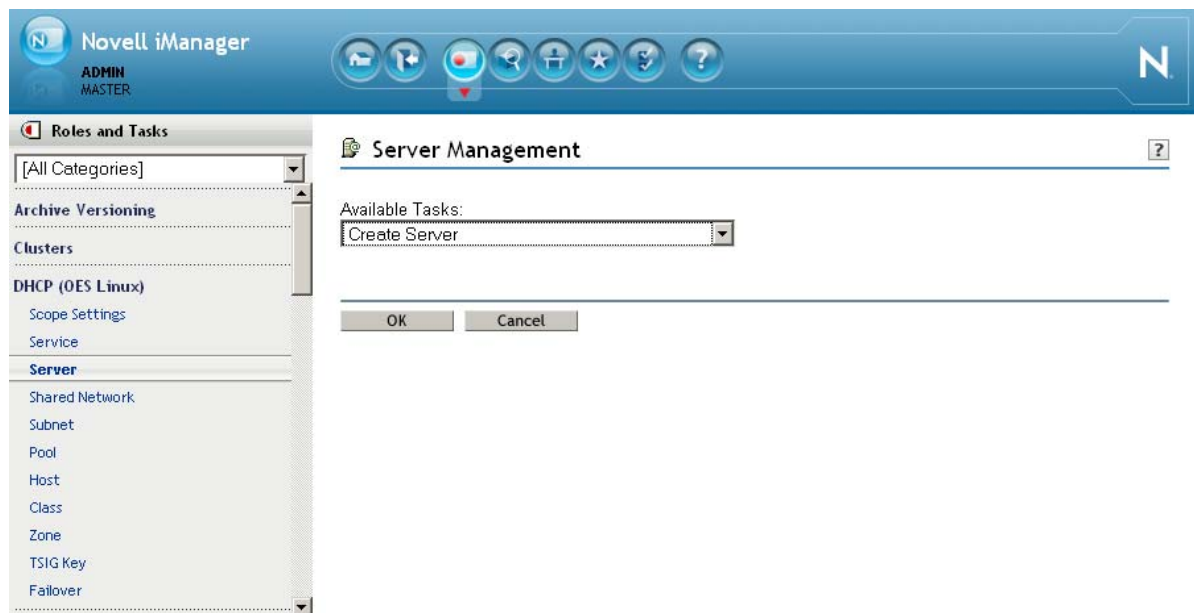 Novell iManager
ADMIN
MASTER
N
?
N
Roles and Tasks
[All Categories]
Archive Versioning
Clusters
DHCP (OES Linux)
Scope Settings
Service
Server
Shared Network
Subnet
Pool
Host
Class
Zone
TSIG Key
Failover
Server Management
?
Available Tasks:
Create Server
OK
Cancel